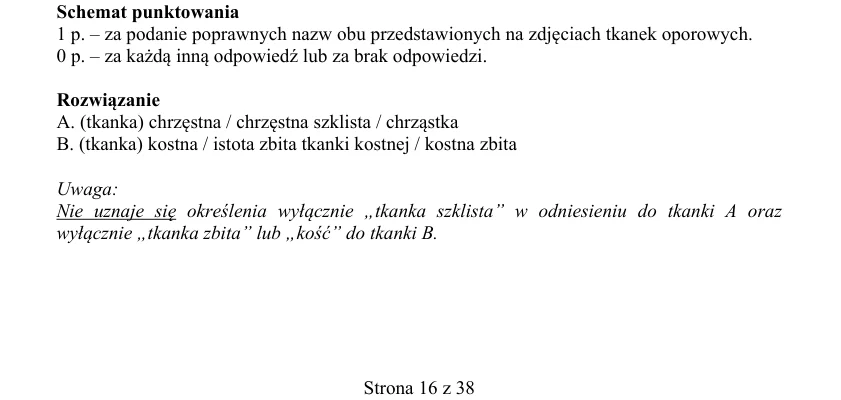 Schemat punktowania
1 p. – za podanie poprawnych nazw obu przedstawionych na zdjęciach tkanek oporowych.
0 p. – za każdą inną odpowiedź lub za brak odpowiedzi.
Rozwiązanie
A. (tkanka) chrzęstna / chrzęstna szklista / chrząstka
B. (tkanka) kostna / istota zbita tkanki kostnej / kostna zbita
Uwaga:
Nie uznaje się określenia wyłącznie „tkanka szklista” w odniesieniu do tkanki A oraz
wyłącznie „tkanka zbita” lub „kość” do tkanki B.
Strona 16 z 38